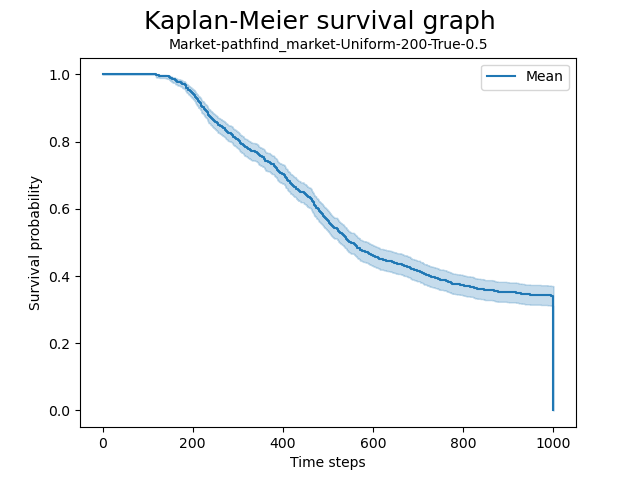 Kaplan-Meier survival graph
Market-pathfind_market-Uniform-200-True-0.5
Mean
Survival probability
1.0
0.8
0.6
0.4
0.2
0.0
0 200 400 600 800 1000
Time steps